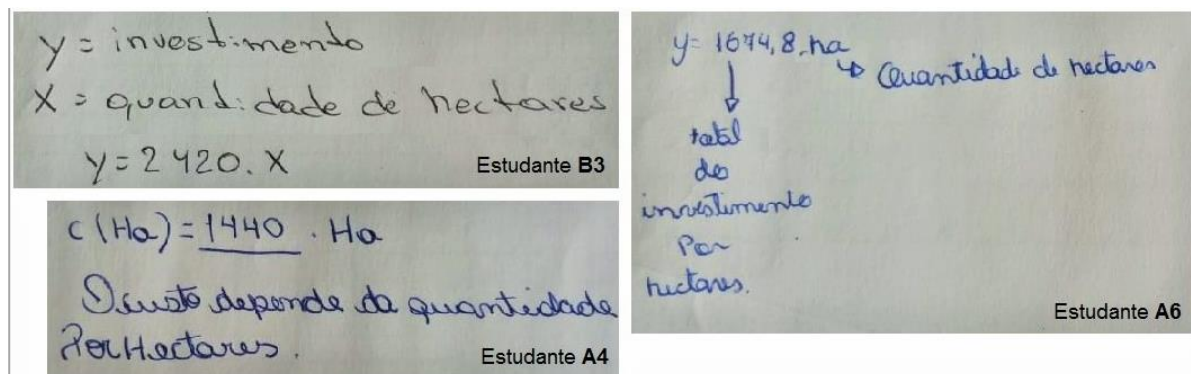 y = investimento
X = quantidade de hectares
y = 2420. X
Estudante B3
C (Ha) = 1440 . Ha
O custo depende da quantidade
Por Hectares.
Estudante A4
y = 1674,8 . ha
Quantidade de hectares
total
do
investimento
Por
hectares.
Estudante A6